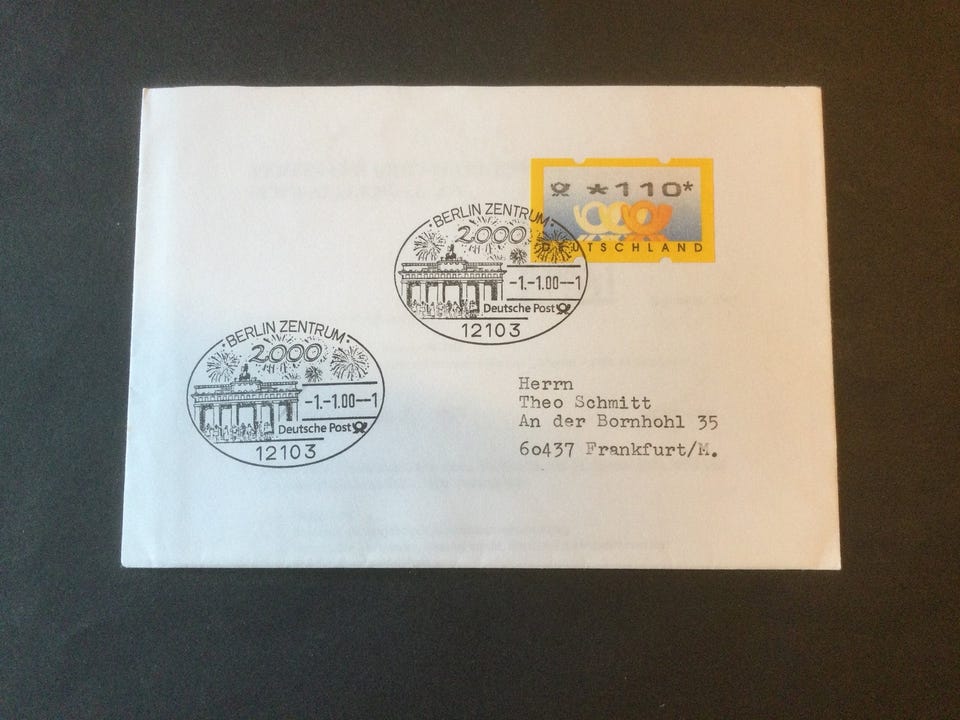 *110*
DEUTSCHLAND
BERLIN ZENTRUM
2000
-1.-1.00--1
Deutsche Post
12103
BERLIN ZENTRUM
2000
-1.-1.00--1
Deutsche Post
12103
Herrn
Theo Schmitt
An der Bornhohl 35
60437 Frankfurt/M.